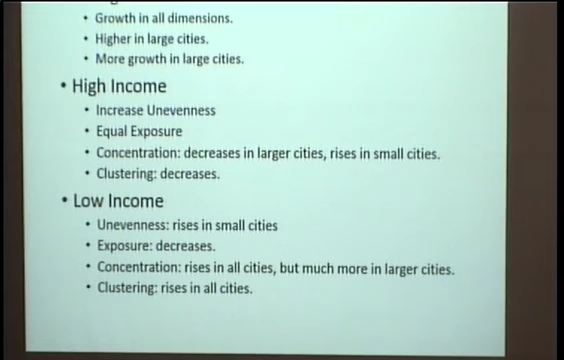 • Growth in all dimensions.
• Higher in large cities.
• More growth in large cities.
• High Income
• Increase Unevenness
• Equal Exposure
• Concentration: decreases in larger cities, rises in small cities.
• Clustering: decreases.
• Low Income
• Unevenness: rises in small cities
• Exposure: decreases.
• Concentration: rises in all cities, but much more in larger cities.
• Clustering: rises in all cities.